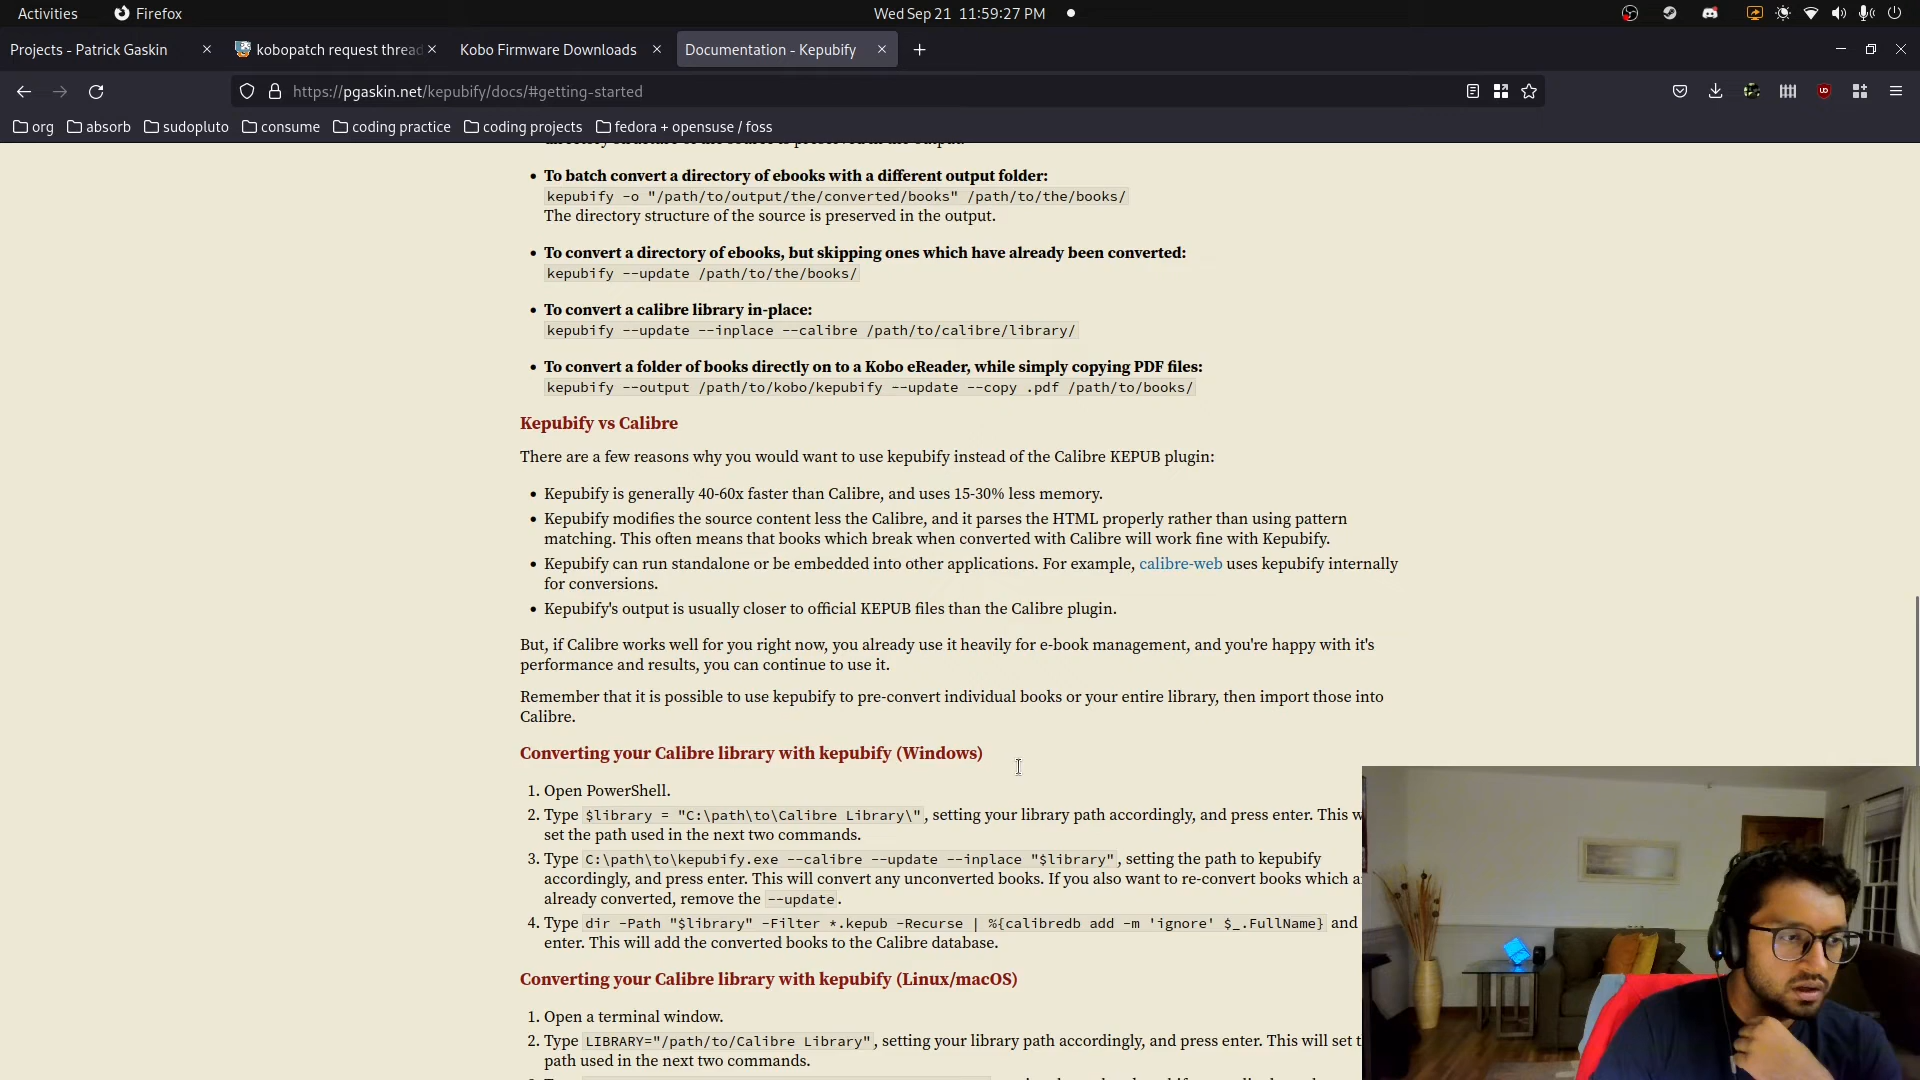 Activities Firefox Wed Sep 21 11:59:27 PM
Projects - Patrick Gaskin kobopatch request thread Kobo Firmware Downloads Documentation - Kepubify
https://pgaskin.net/kepubify/docs/#getting-started
org absorb sudopluto consume coding practice coding projects fedora + opensuse / foss
directory structure of the source is preserved in the output.
• To batch convert a directory of ebooks with a different output folder:
kepubify -o "/path/to/output/the/converted/books" /path/to/the/books/
The directory structure of the source is preserved in the output.
• To convert a directory of ebooks, but skipping ones which have already been converted:
kepubify --update /path/to/the/books/
• To convert a calibre library in-place:
kepubify --update --inplace --calibre /path/to/calibre/library/
• To convert a folder of books directly on to a Kobo eReader, while simply copying PDF files:
kepubify --output /path/to/kobo/kepubify --update --copy .pdf /path/to/books/
Kepubify vs Calibre
There are a few reasons why you would want to use kepubify instead of the Calibre KEPUB plugin:
• Kepubify is generally 40-60x faster than Calibre, and uses 15-30% less memory.
• Kepubify modifies the source content less the Calibre, and it parses the HTML properly rather than using pattern
matching. This often means that books which break when converted with Calibre will work fine with Kepubify.
• Kepubify can run standalone or be embedded into other applications. For example, calibre-web uses kepubify internally
for conversions.
• Kepubify's output is usually closer to official KEPUB files than the Calibre plugin.
But, if Calibre works well for you right now, you already use it heavily for e-book management, and you're happy with it's
performance and results, you can continue to use it.
Remember that it is possible to use kepubify to pre-convert individual books or your entire library, then import those into
Calibre.
Converting your Calibre library with kepubify (Windows)
1. Open PowerShell.
2. Type $library = "C:\path\to\Calibre Library\", setting your library path accordingly, and press enter. This w
set the path used in the next two commands.
3. Type C:\path\to\kepubify.exe --calibre --update --inplace "$library", setting the path to kepubify
accordingly, and press enter. This will convert any unconverted books. If you also want to re-convert books which a
already converted, remove the --update.
4. Type dir -Path "$library" -Filter *.kepub -Recurse | %{calibredb add -m 'ignore' $_.FullName} and
enter. This will add the converted books to the Calibre database.
Converting your Calibre library with kepubify (Linux/macOS)
1. Open a terminal window.
2. Type LIBRARY="/path/to/Calibre Library", setting your library path accordingly, and press enter. This will set t
path used in the next two commands.